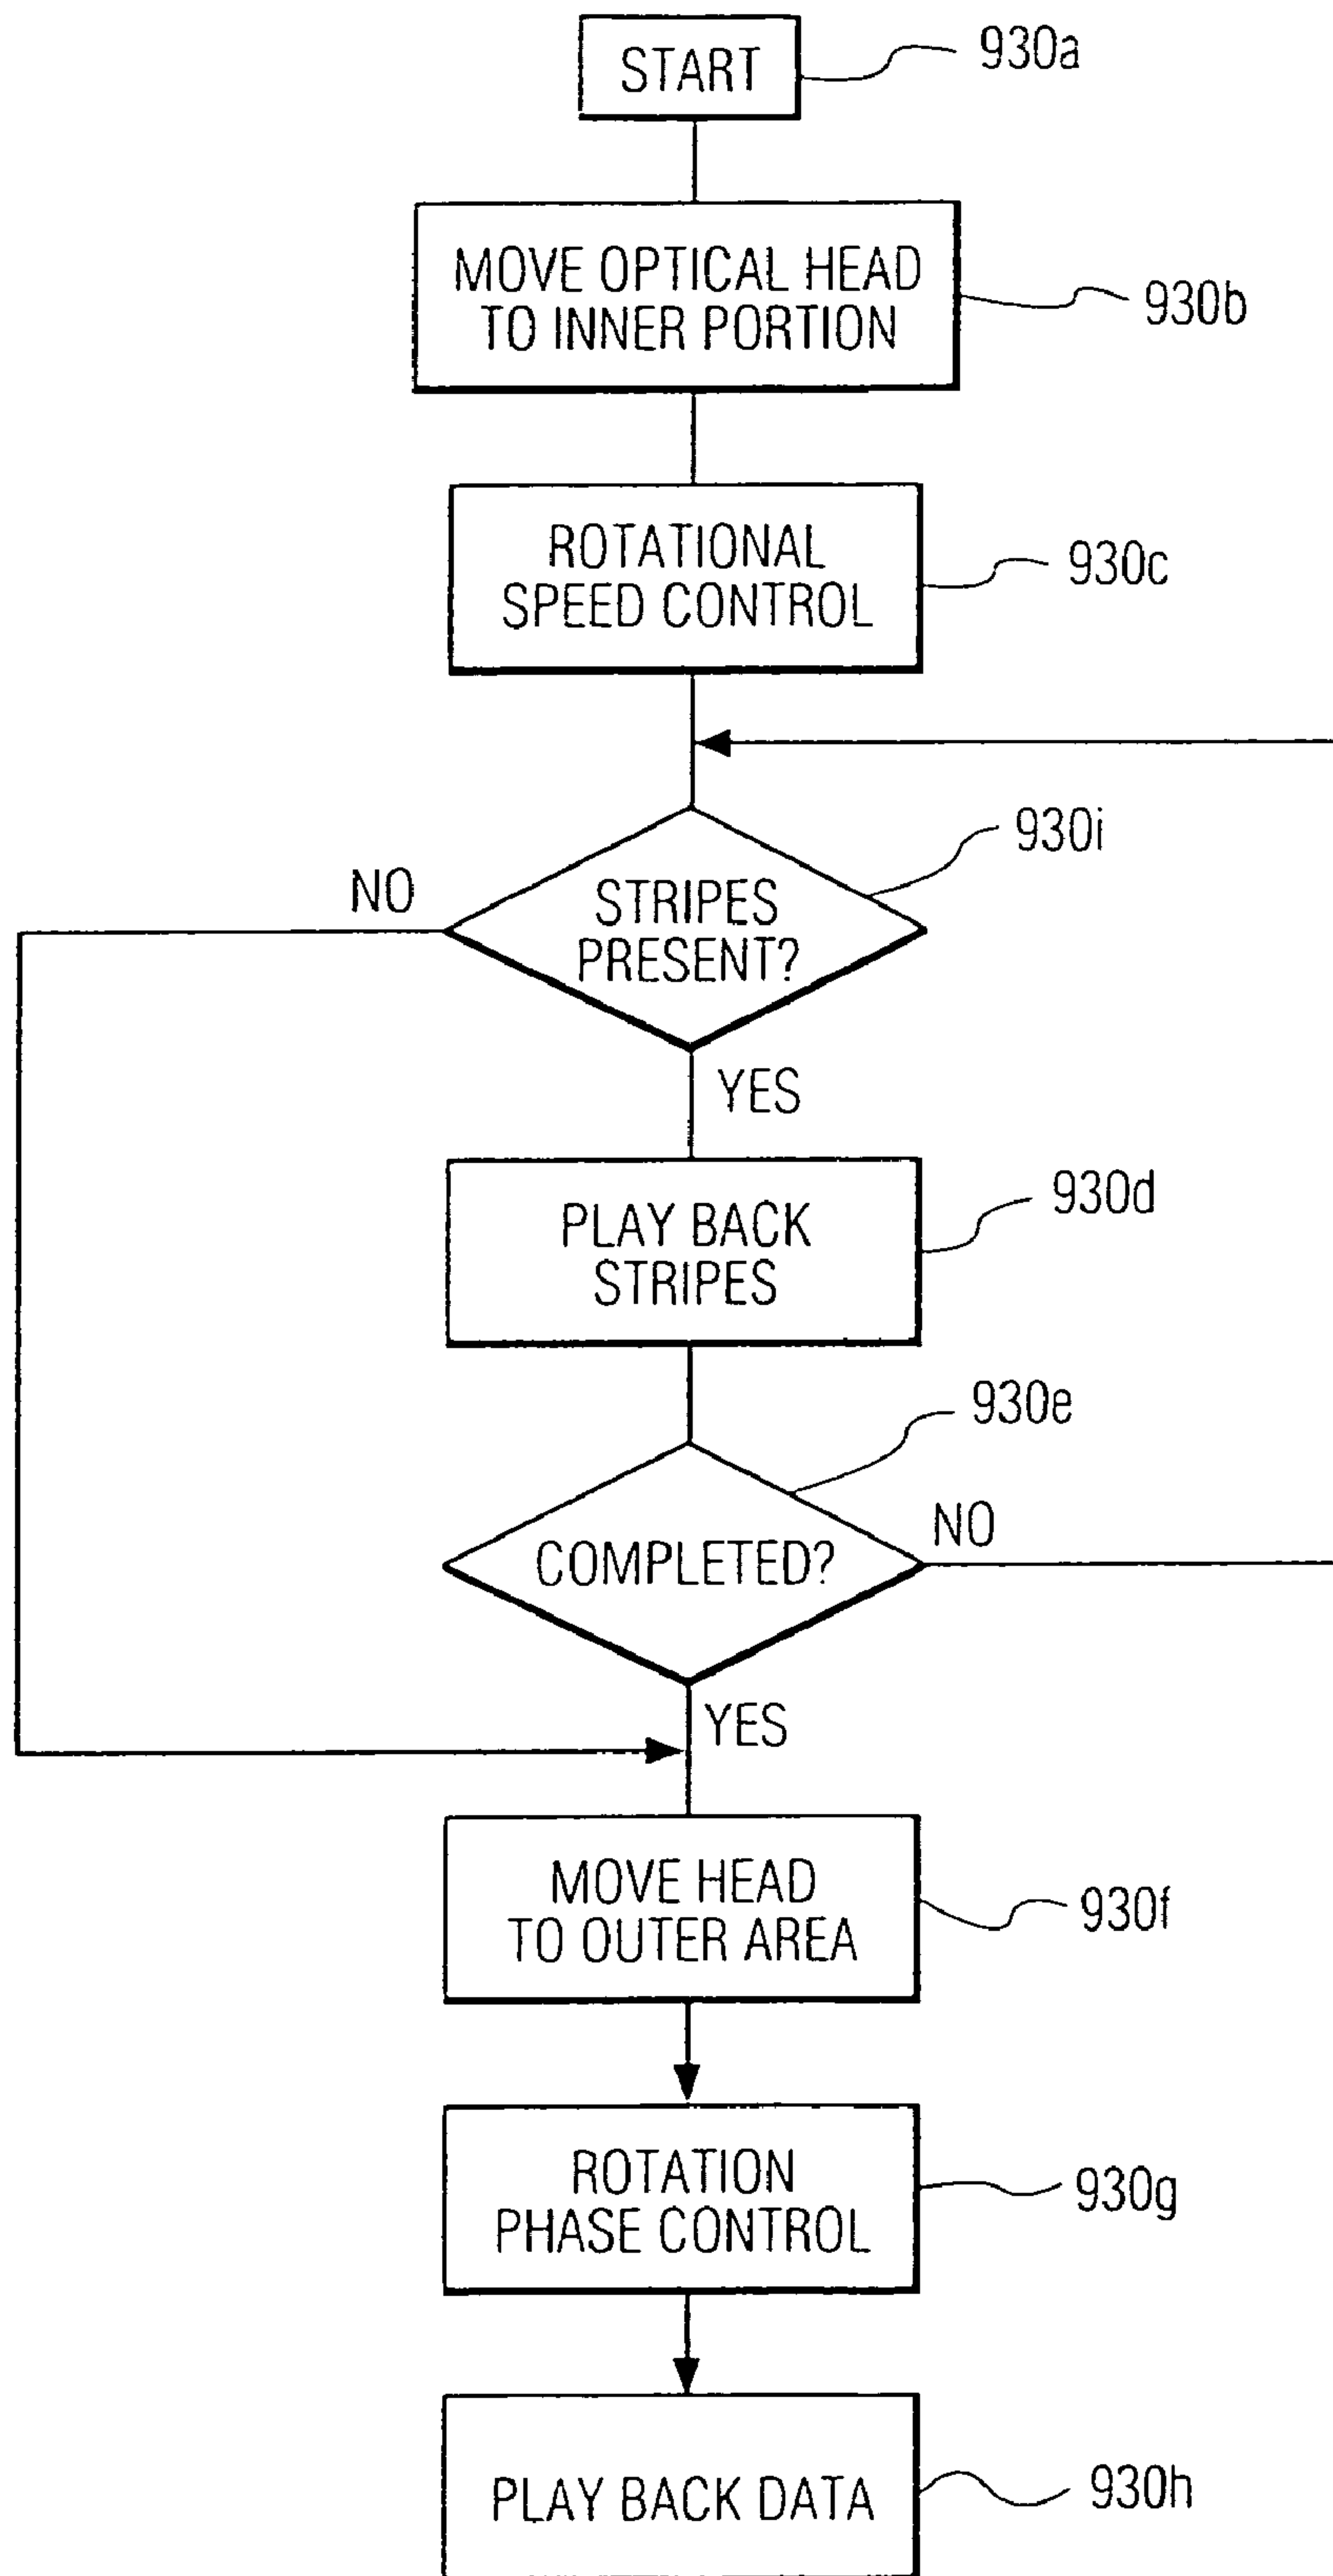 START
930a
MOVE OPTICAL HEAD
TO INNER PORTION
930b
ROTATIONAL
SPEED CONTROL
930c
930i
NO
STRIPES
PRESENT?
YES
PLAY BACK
STRIPES
930d
930e
COMPLETED?
NO
YES
MOVE HEAD
TO OUTER AREA
930f
ROTATION
PHASE CONTROL
930g
PLAY BACK DATA
930h